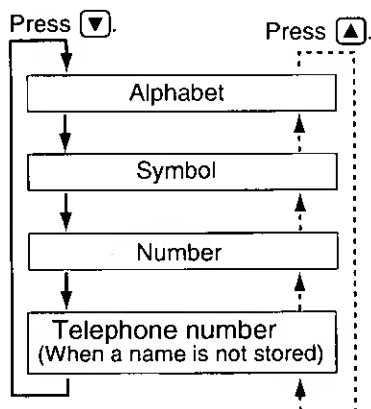 Press ▼.
Press ▲.
Alphabet
Symbol
Number
Telephone number
(When a name is not stored)